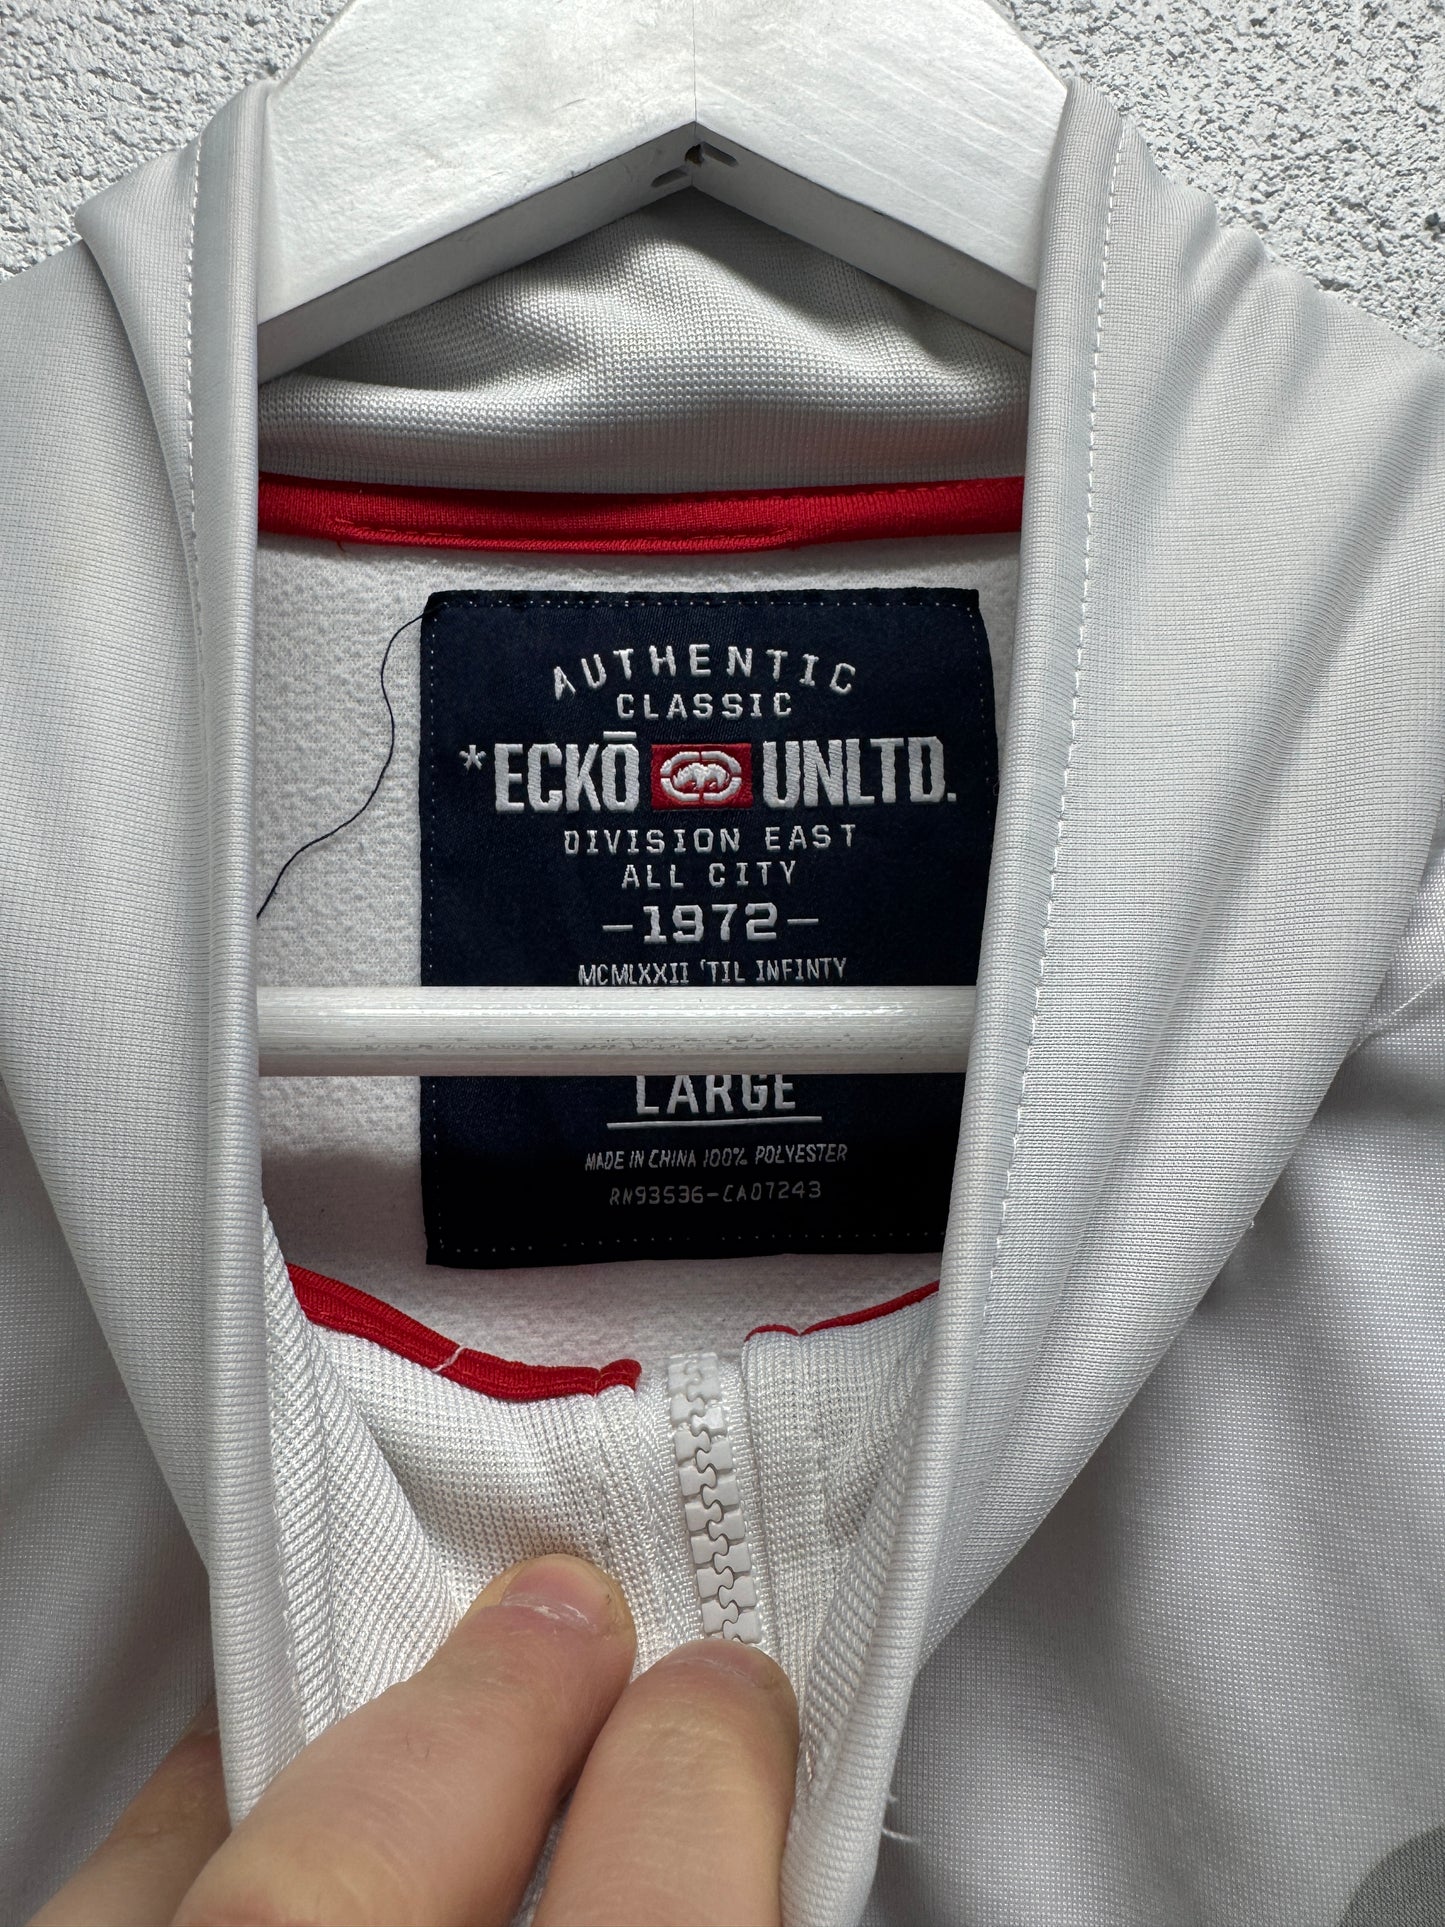 AUTHENTIC
CLASSIC
*ECKŌ UNLTD.
DIVISION EAST
ALL CITY
-1972-
MCMLXXII 'TIL INFINTY
LARGE
MADE IN CHINA 100% POLYESTER
RN93536-CA07243